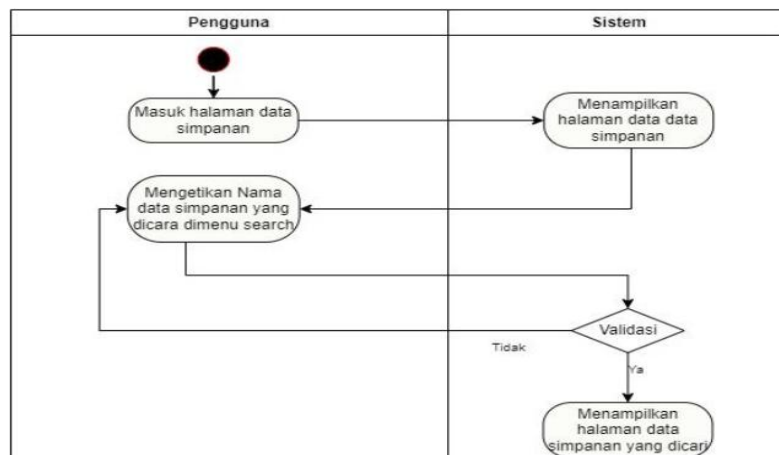 Pengguna
Sistem
Masuk halaman data
simpanan
Menampilkan
halaman data data
simpanan
Mengetikan Nama
data simpanan yang
dicara dimenu search
Validasi
Tidak
Ya
Menampilkan
halaman data
simpanan yang dicari